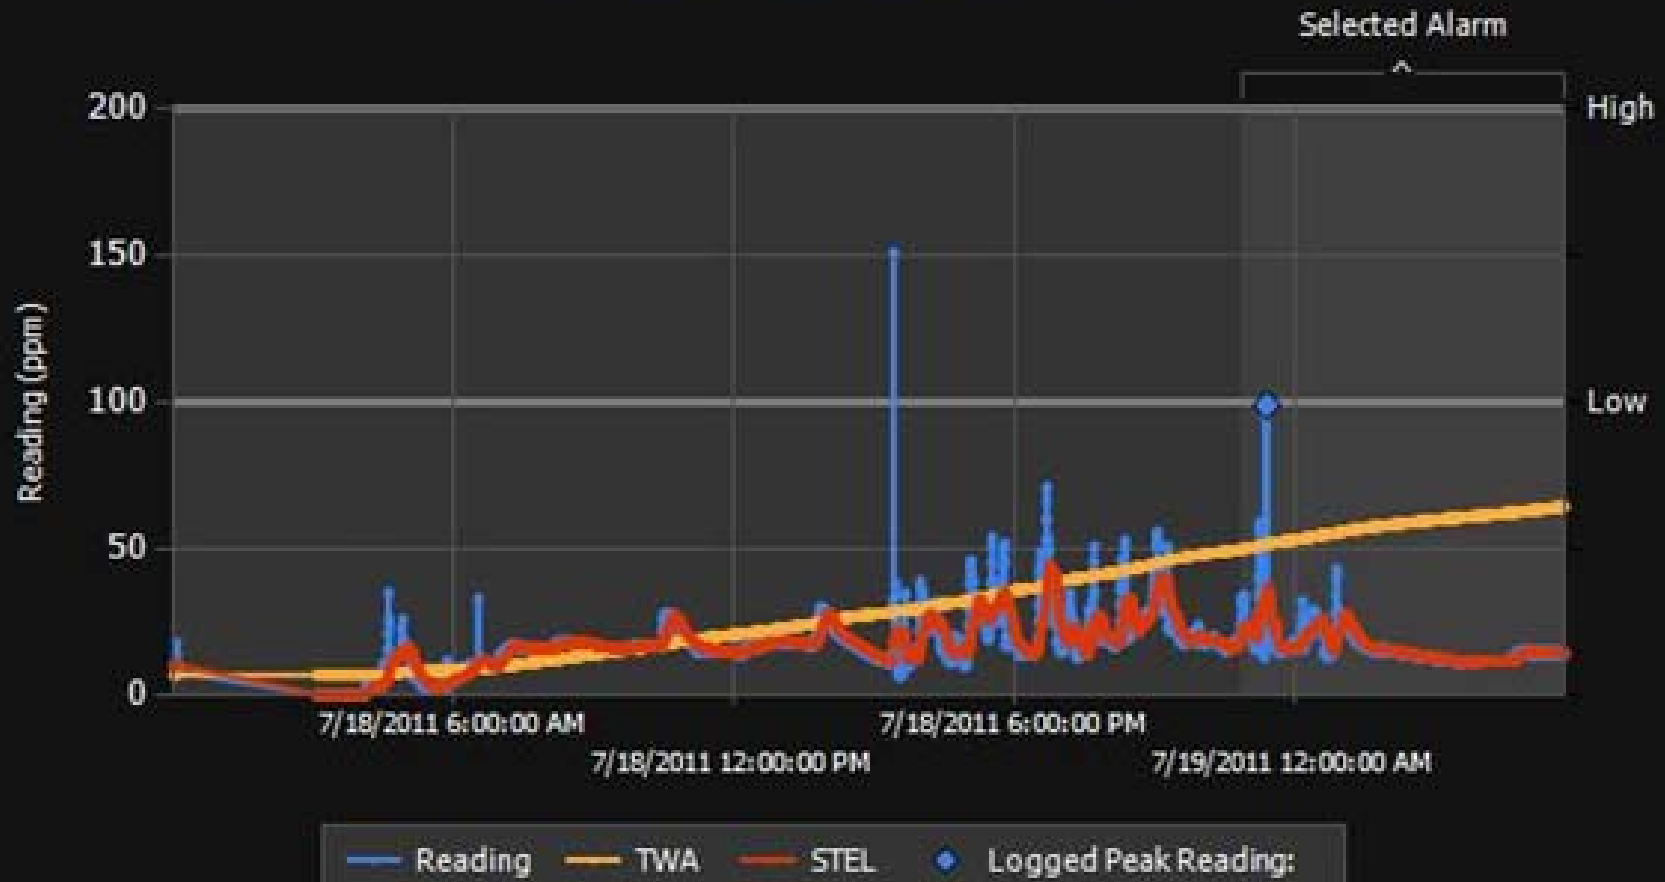 Selected Alarm
200
High
150
100
Low
50
0
Reading (ppm)
7/18/2011 6:00:00 AM
7/18/2011 6:00:00 PM
7/18/2011 12:00:00 PM
7/19/2011 12:00:00 AM
Reading
TWA
STEL
Logged Peak Reading: